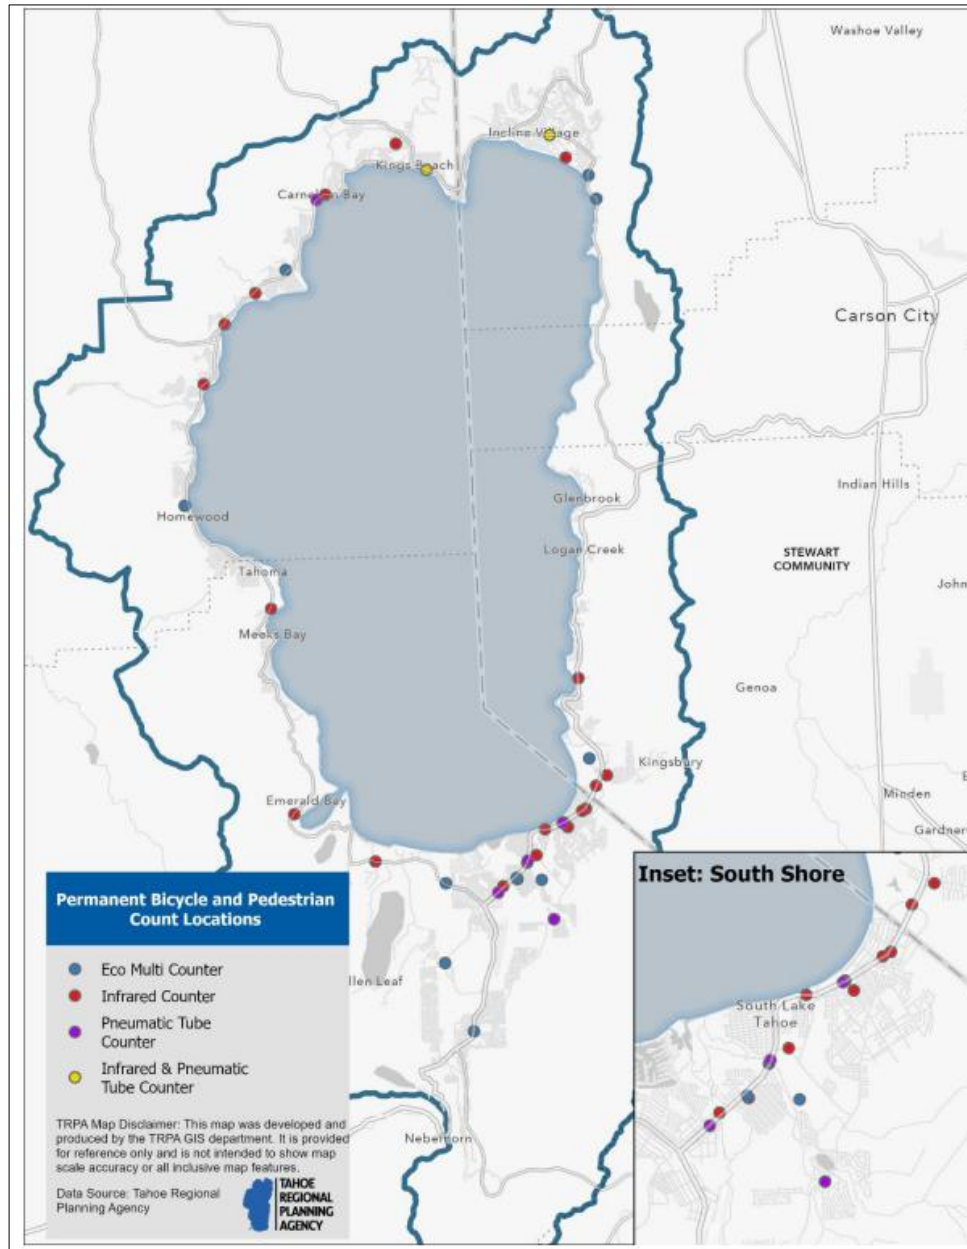 Washoe Valley
Incline Village
Kings Beach
Carnelian Bay
Carson City
Glenbrook
Indian Hills
Homewood
Logan Creek
STEWART
COMMUNITY
Tahoma
John
Meeks Bay
Genoa
Kingsbury
Minden
Emerald Bay
Gardner
Inset: South Shore
Permanent Bicycle and Pedestrian
Count Locations
Eco Multi Counter
Infrared Counter
Pneumatic Tube
Counter
Infrared & Pneumatic
Tube Counter
llen Leaf
South Lake
Tahoe
TRPA Map Disclaimer: This map was developed and
produced by the TRPA GIS department. It is provided
for reference only and is not intended to show map
scale accuracy or all inclusive map features.
Data Source: Tahoe Regional
Planning Agency
TAHOE
REGIONAL
PLANNING
AGENCY